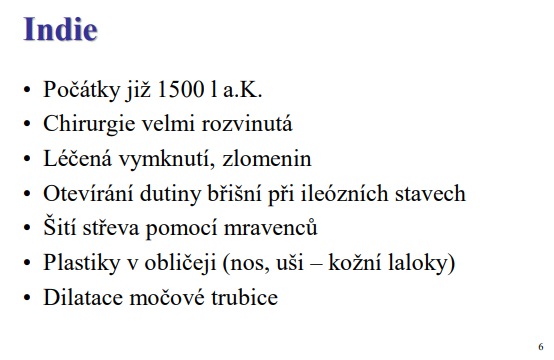 Indie
• Počátky již 1500 l a.K.
• Chirurgie velmi rozvinutá
• Léčená vymknutí, zlomenin
• Otevírání dutiny břišní při ileózních stavech
• Šití střeva pomocí mravenců
• Plastiky v obličeji (nos, uši – kožní laloky)
• Dilatace močové trubice
6